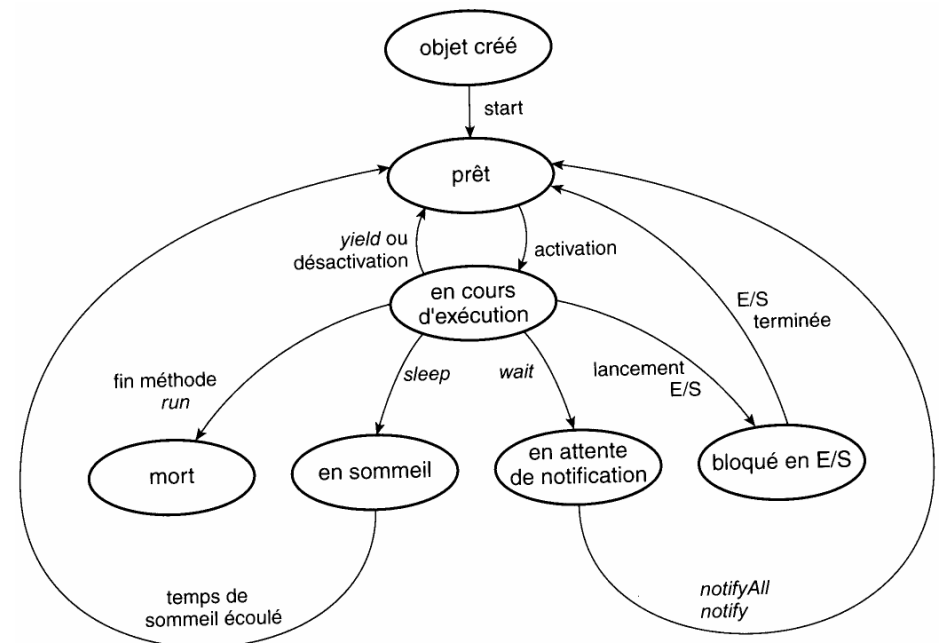 objet créé
start
prêt
yield ou
désactivation
activation
en cours
d'exécution
E/S
terminée
fin méthode
run
sleep
wait
lancement
E/S
mort
en sommeil
en attente
de notification
bloqué en E/S
temps de
sommeil écoulé
notifyAll
notify